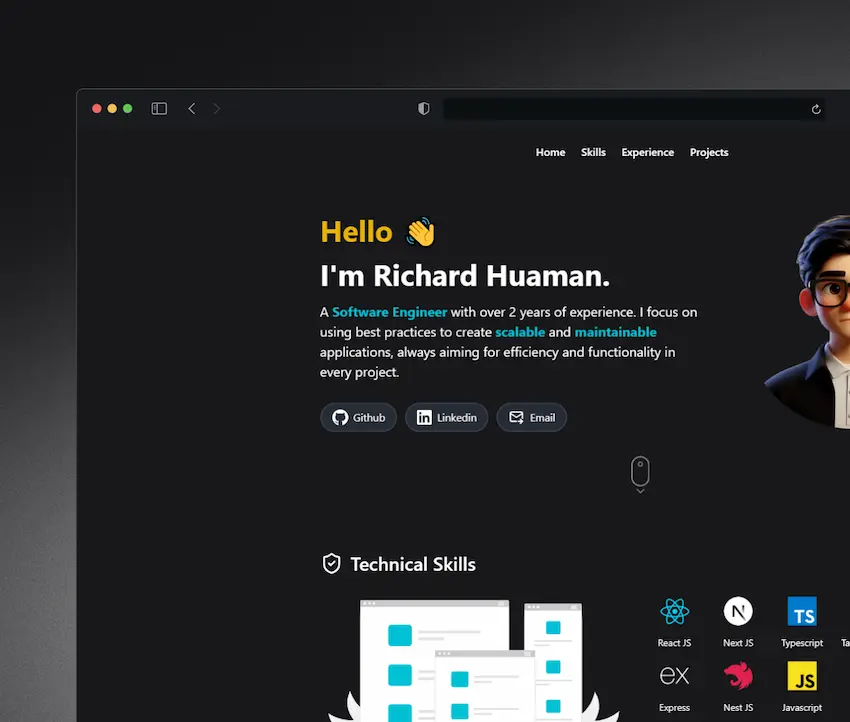 Home Skills Experience Projects
Hello 👋
I'm Richard Huaman.
A Software Engineer with over 2 years of experience. I focus on
using best practices to create scalable and maintainable
applications, always aiming for efficiency and functionality in
every project.
Github Linkedin Email
Technical Skills
N TS
React JS Next JS Typescript Ta
ex JS
Express Nest JS Javascript